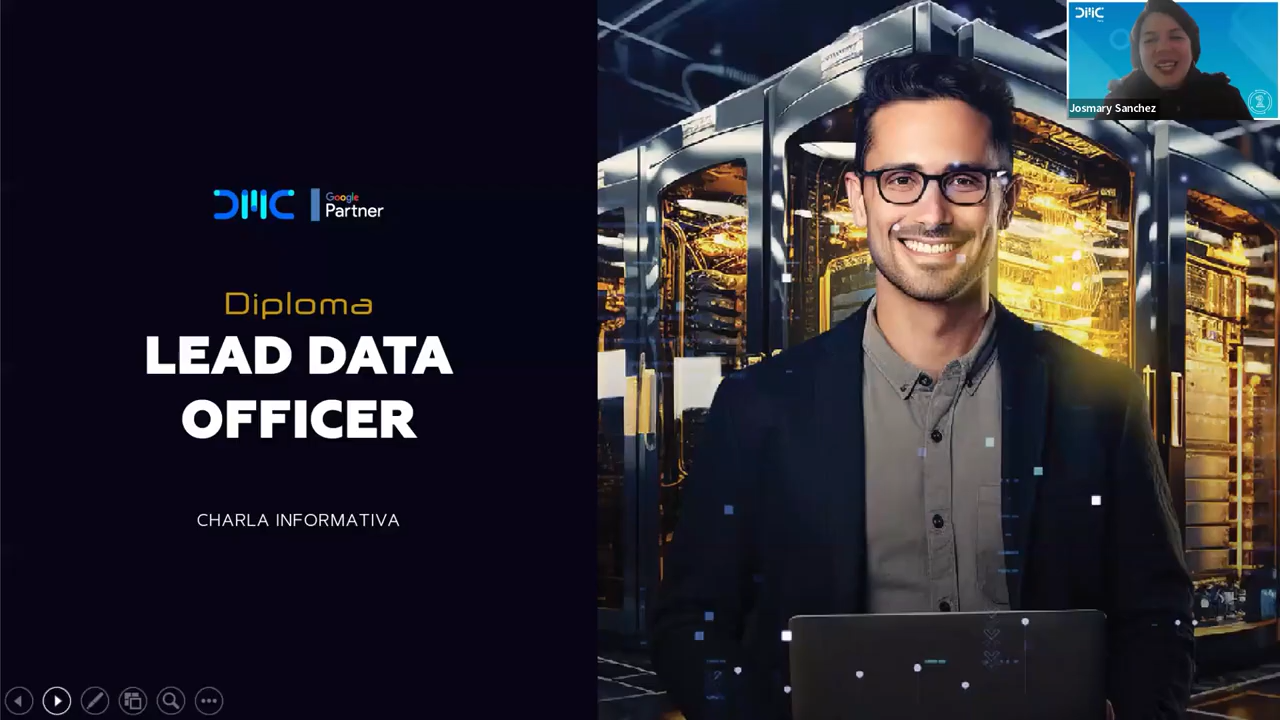 DMC
Google
Partner
Diploma
LEAD DATA
OFFICER
CHARLA INFORMATIVA
DMC
Josmary Sanchez